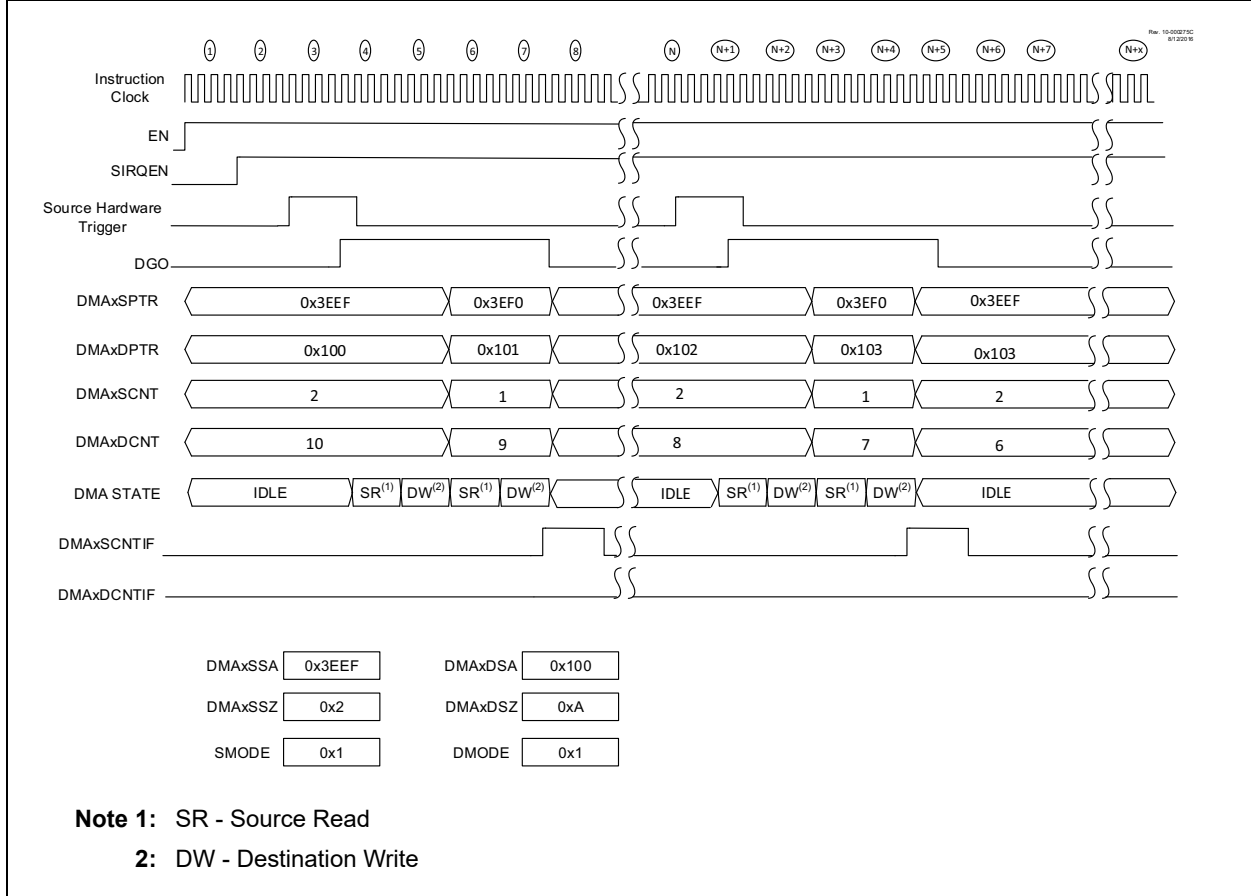 Rev. 10-000275C
8/12/2016
1 2 3 4 5 6 7 8 N N+1 N+2 N+3 N+4 N+5 N+6 N+7 N+x
Instruction
Clock
EN
SIRQEN
Source Hardware
Trigger
DGO
DMAxSPTR 0x3EEF 0x3EF0 0x3EEF 0x3EF0 0x3EEF
DMAxDPTR 0x100 0x101 0x102 0x103 0x103
DMAxSCNT 2 1 2 1 2
DMAxDCNT 10 9 8 7 6
DMA STATE IDLE SR(1) DW(2) SR(1) DW(2) IDLE SR(1) DW(2) SR(1) DW(2) IDLE
DMAxSCNTIF
DMAxDCNTIF
DMAxSSA 0x3EEF DMAxDSA 0x100
DMAxSSZ 0x2 DMAxDSZ 0xA
SMODE 0x1 DMODE 0x1
Note 1: SR - Source Read
2: DW - Destination Write